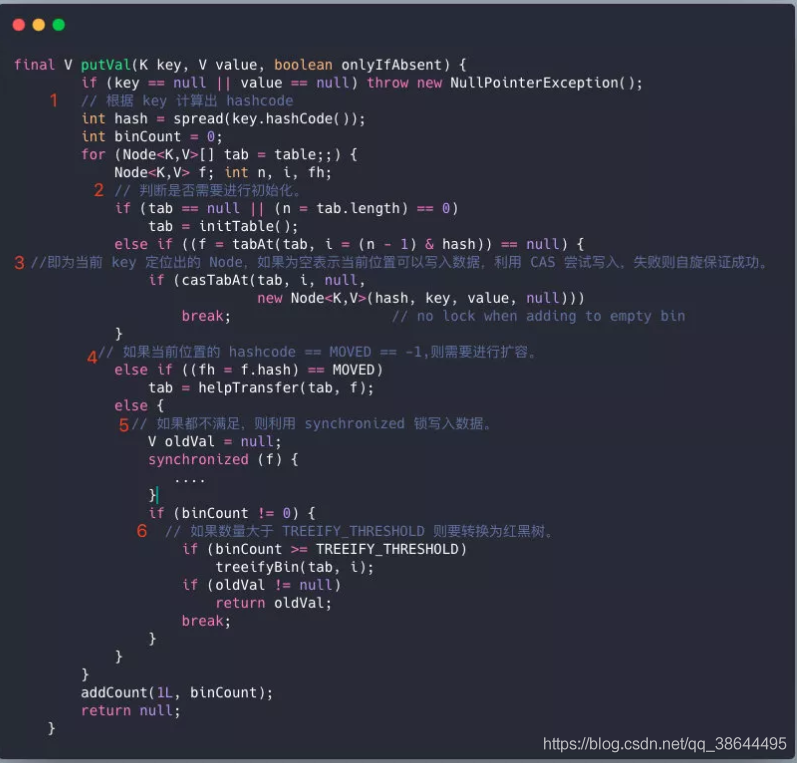 final V putVal(K key, V value, boolean onlyIfAbsent) {
if (key == null || value == null) throw new NullPointerException();
1 // 根据 key 计算出 hashcode
int hash = spread(key.hashCode());
int binCount = 0;
for (Node<K,V>[] tab = table;;) {
Node<K,V> f; int n, i, fh;
2 // 判断是否需要进行初始化。
if (tab == null || (n = tab.length) == 0)
tab = initTable();
else if ((f = tabAt(tab, i = (n - 1) & hash)) == null) {
3 //即为当前 key 定位出的 Node，如果为空表示当前位置可以写入数据，利用 CAS 尝试写入，失败则自旋保证成功。
if (casTabAt(tab, i, null,
new Node<K,V>(hash, key, value, null)))
break; // no lock when adding to empty bin
}
4 // 如果当前位置的 hashcode == MOVED == -1,则需要进行扩容。
else if ((fh = f.hash) == MOVED)
tab = helpTransfer(tab, f);
else {
5 // 如果都不满足，则利用 synchronized 锁写入数据。
V oldVal = null;
synchronized (f) {
....
}
if (binCount != 0) {
6 // 如果数量大于 TREEIFY_THRESHOLD 则要转换为红黑树。
if (binCount >= TREEIFY_THRESHOLD)
treeifyBin(tab, i);
if (oldVal != null)
return oldVal;
break;
}
}
}
addCount(1L, binCount);
return null;
}
https://blog.csdn.net/qq_38644495